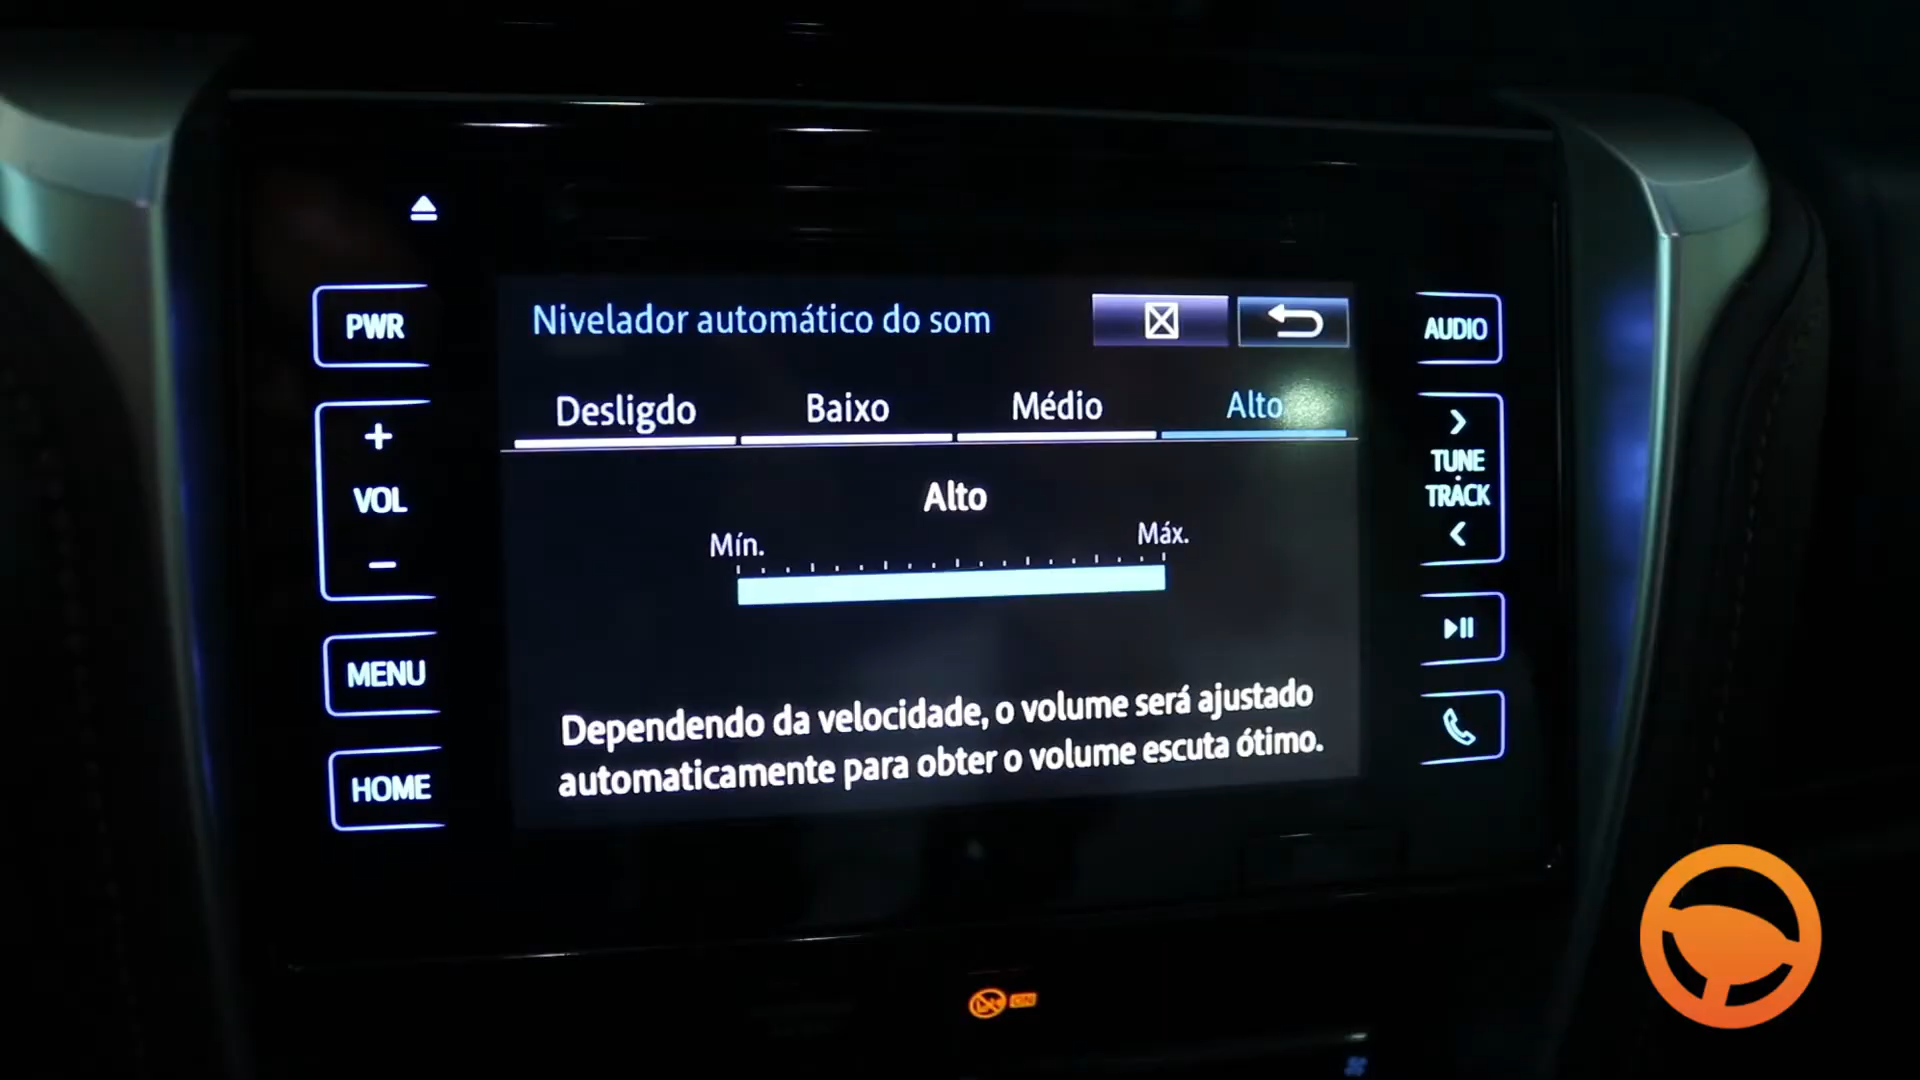 PWR
+
VOL
−
MENU
HOME
Nivelador automático do som
Desligdo Baixo Médio Alto
Alto
Mín. Máx.
Dependendo da velocidade, o volume será ajustado
automaticamente para obter o volume escuta ótimo.
AUDIO
TUNE
TRACK
ON